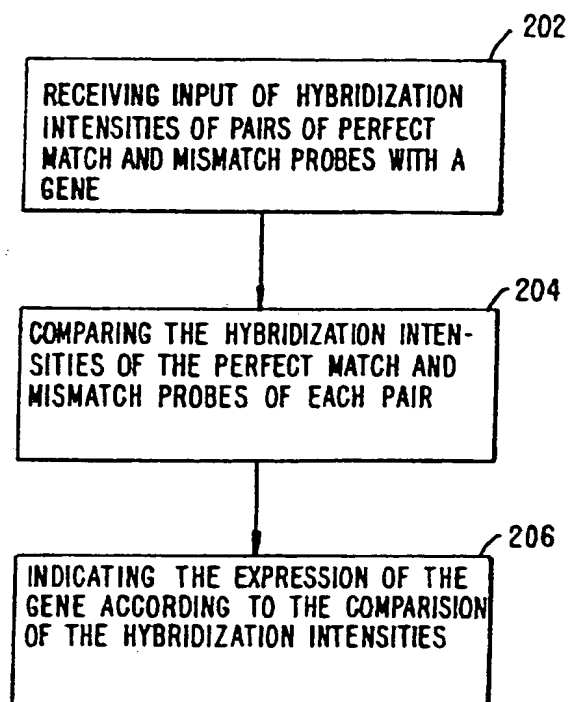 202
RECEIVING INPUT OF HYBRIDIZATION
INTENSITIES OF PAIRS OF PERFECT
MATCH AND MISMATCH PROBES WITH A
GENE
204
COMPARING THE HYBRIDIZATION INTEN-
SITIES OF THE PERFECT MATCH AND
MISMATCH PROBES OF EACH PAIR
206
INDICATING THE EXPRESSION OF THE
GENE ACCORDING TO THE COMPARISION
OF THE HYBRIDIZATION INTENSITIES